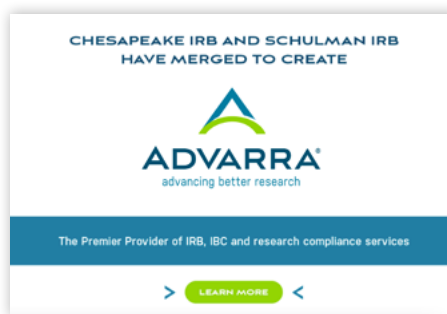 CHESAPEAKE IRB AND SCHULMAN IRB
HAVE MERGED TO CREATE
ADVARRA®
advancing better research
The Premier Provider of IRB, IBC and research compliance services
> LEARN MORE <